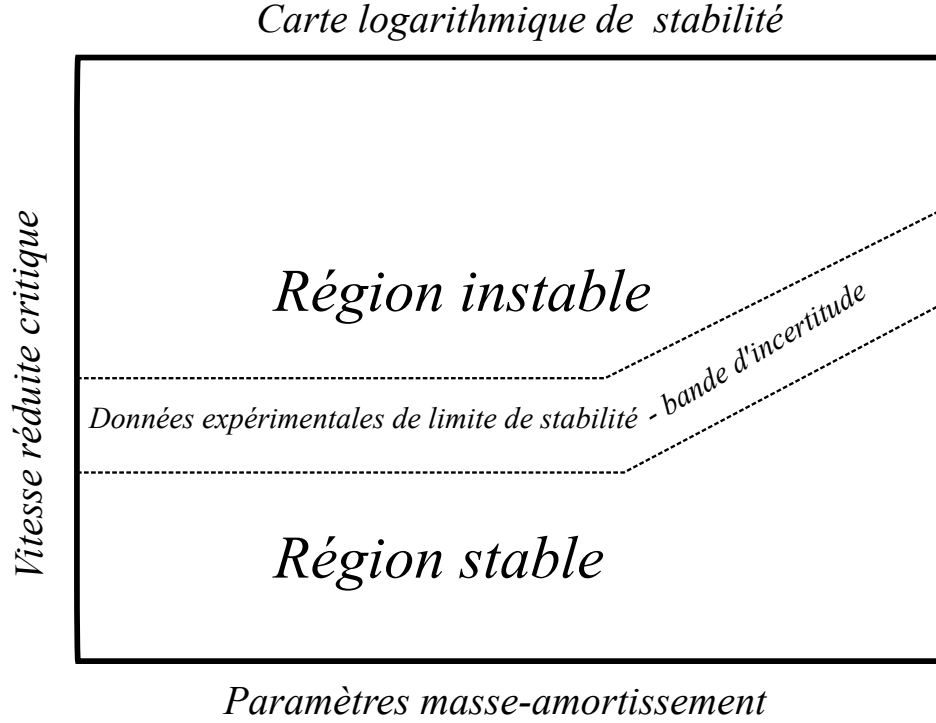 Carte logarithmique de stabilité
Vitesse réduite critique
Région instable
Données expérimentales de limite de stabilité - bande d'incertitude
Région stable
Paramètres masse-amortissement